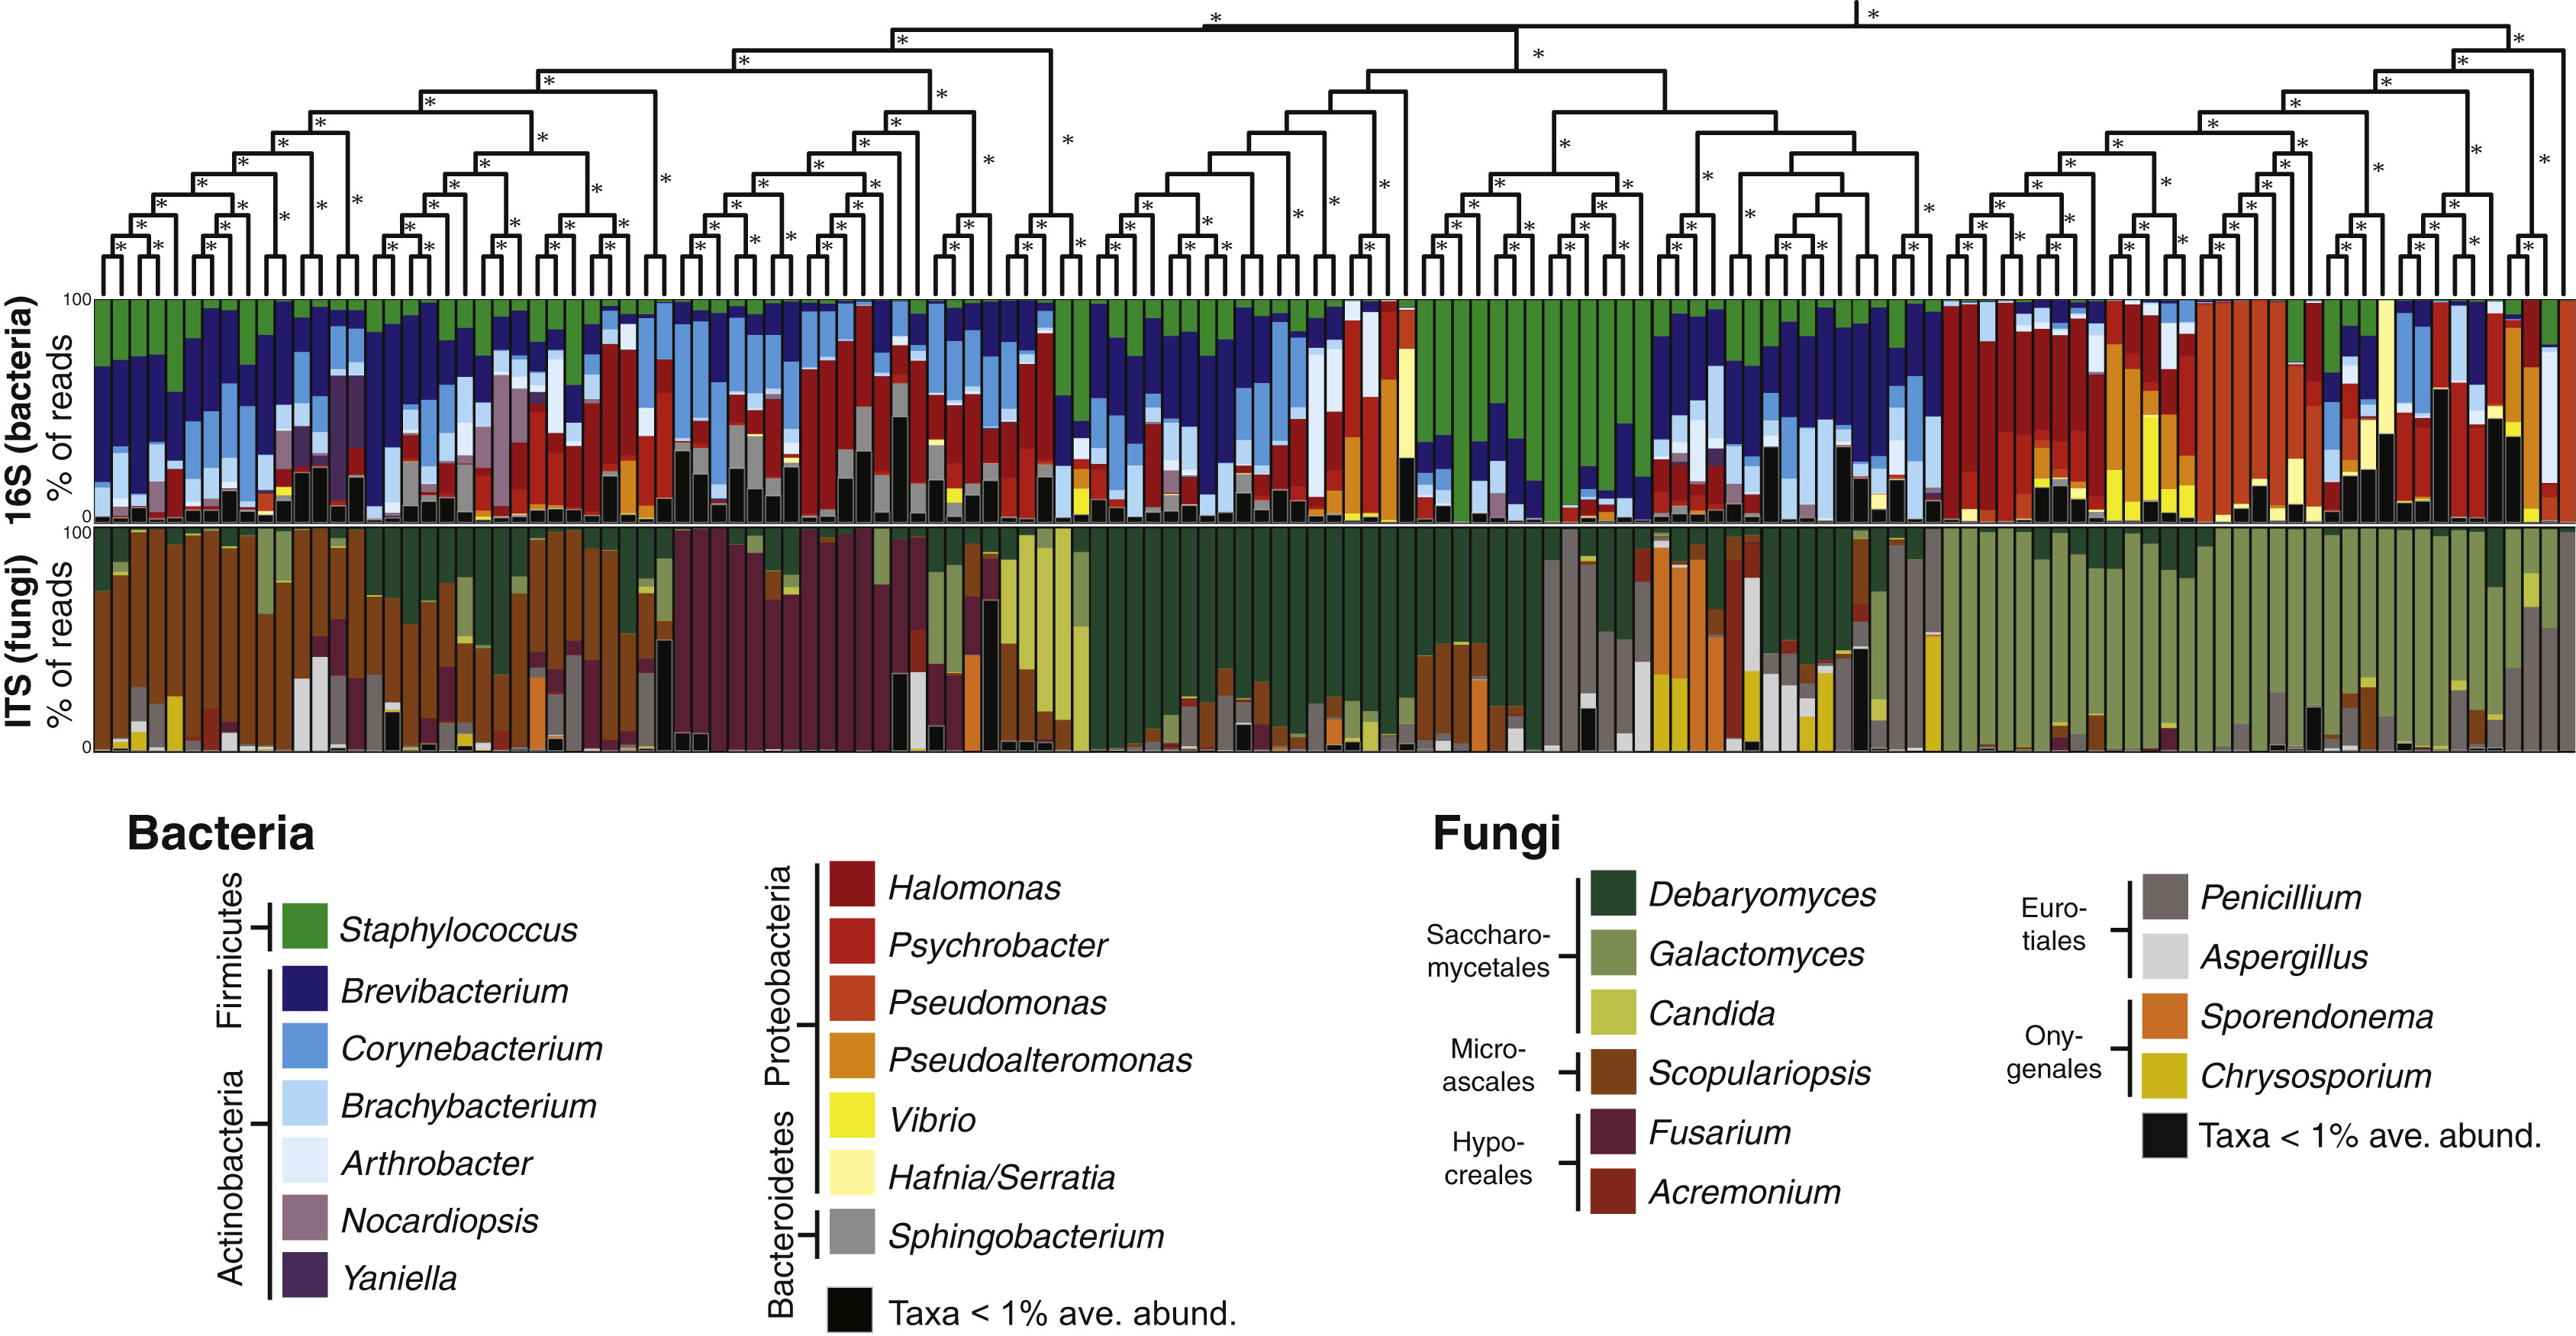 16S (bacteria)
% of reads
100
0
ITS (fungi)
% of reads
100
0
Bacteria
Firmicutes
Staphylococcus
Actinobacteria
Brevibacterium
Corynebacterium
Brachybacterium
Arthrobacter
Nocardiopsis
Yaniella
Proteobacteria
Halomonas
Psychrobacter
Pseudomonas
Pseudoalteromonas
Vibrio
Hafnia/Serratia
Bacteroidetes
Sphingobacterium
Taxa < 1% ave. abund.
Fungi
Saccharo-
mycetales
Debaryomyces
Galactomyces
Candida
Micro-
ascales
Scopulariopsis
Hypo-
creales
Fusarium
Acremonium
Euro-
tiales
Penicillium
Aspergillus
Ony-
genales
Sporendonema
Chrysosporium
Taxa < 1% ave. abund.